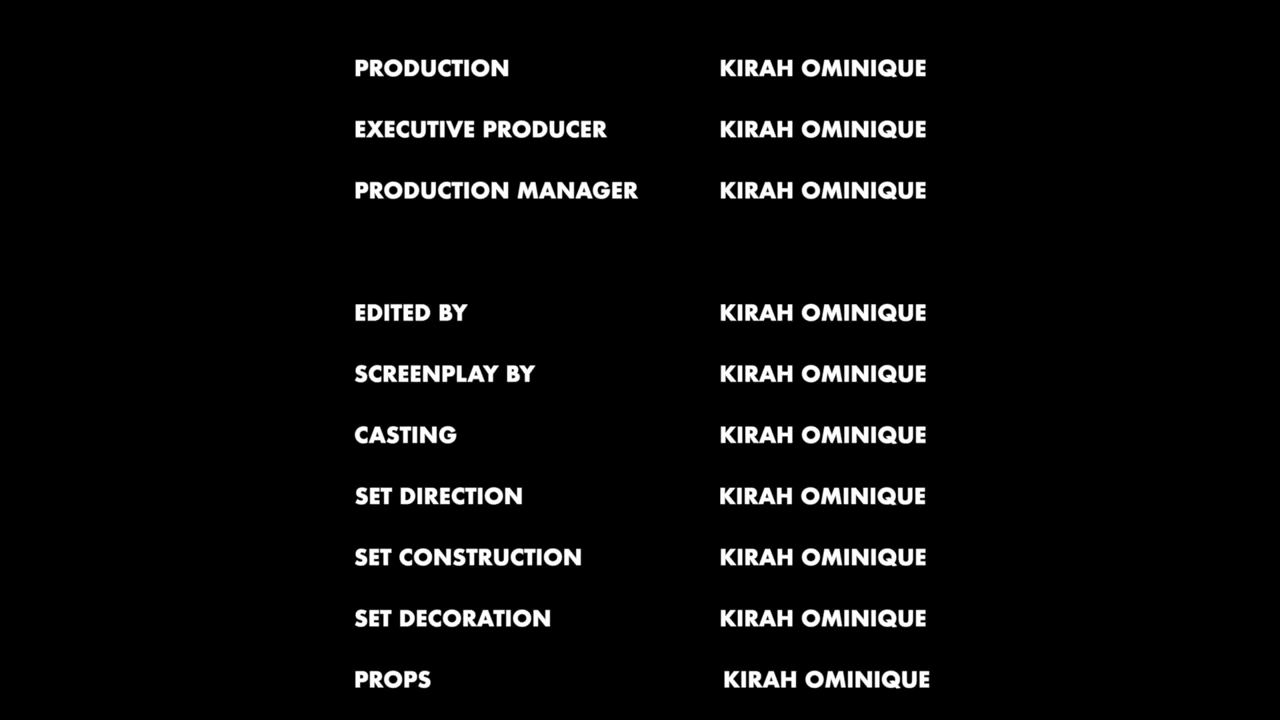 PRODUCTION KIRAH OMINIQUE
EXECUTIVE PRODUCER KIRAH OMINIQUE
PRODUCTION MANAGER KIRAH OMINIQUE
EDITED BY KIRAH OMINIQUE
SCREENPLAY BY KIRAH OMINIQUE
CASTING KIRAH OMINIQUE
SET DIRECTION KIRAH OMINIQUE
SET CONSTRUCTION KIRAH OMINIQUE
SET DECORATION KIRAH OMINIQUE
PROPS KIRAH OMINIQUE